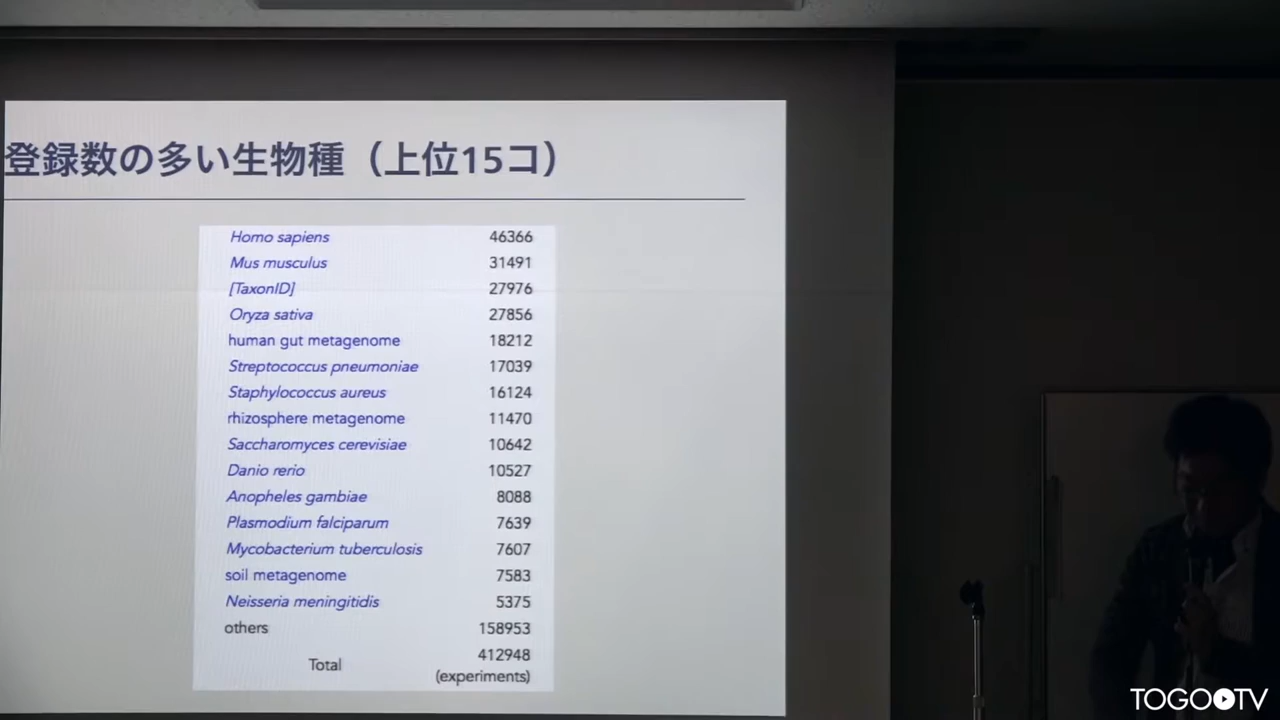 登録数の多い生物種（上位15コ）
Homo sapiens 46366
Mus musculus 31491
[TaxonID] 27976
Oryza sativa 27856
human gut metagenome 18212
Streptococcus pneumoniae 17039
Staphylococcus aureus 16124
rhizosphere metagenome 11470
Saccharomyces cerevisiae 10642
Danio rerio 10527
Anopheles gambiae 8088
Plasmodium falciparum 7639
Mycobacterium tuberculosis 7607
soil metagenome 7583
Neisseria meningitidis 5375
others 158953
Total 412948
(experiments)
TOGOTV